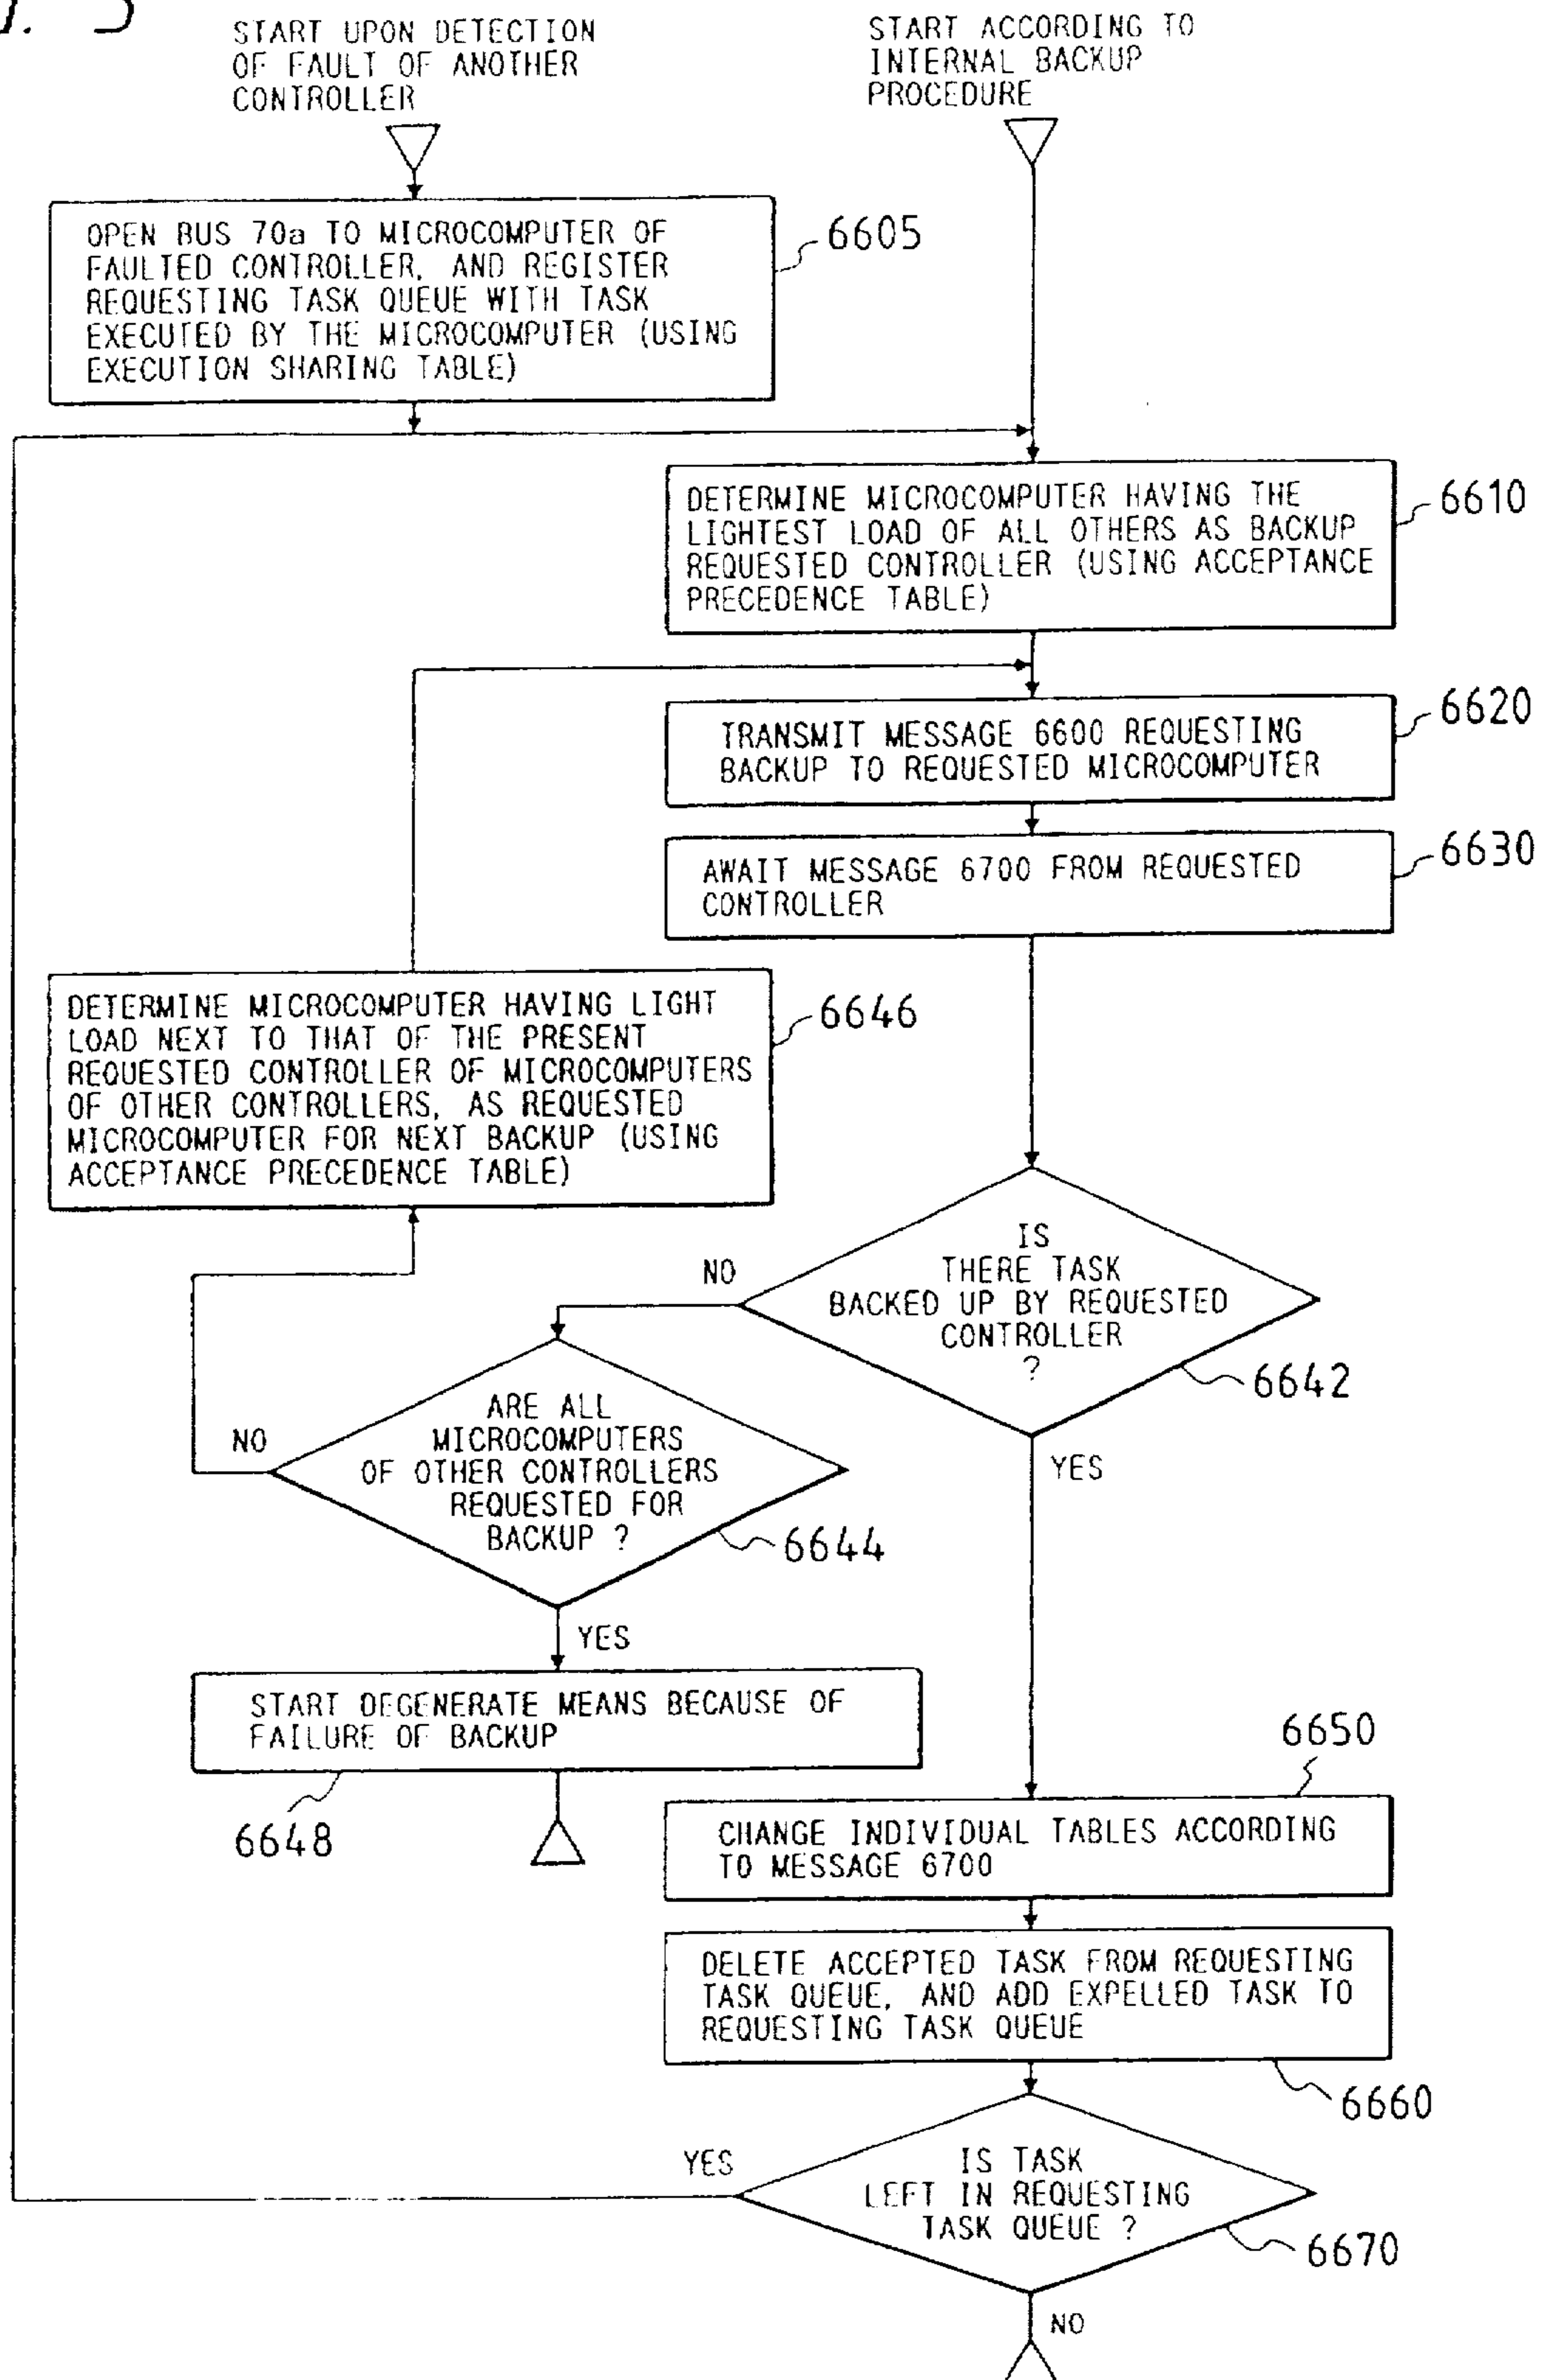 START UPON DETECTION
OF FAULT OF ANOTHER
CONTROLLER
START ACCORDING TO
INTERNAL BACKUP
PROCEDURE
OPEN BUS 70a TO MICROCOMPUTER OF
FAULTED CONTROLLER, AND REGISTER
REQUESTING TASK QUEUE WITH TASK
EXECUTED BY THE MICROCOMPUTER (USING
EXECUTION SHARING TABLE)
6605
DETERMINE MICROCOMPUTER HAVING THE
LIGHTEST LOAD OF ALL OTHERS AS BACKUP
REQUESTED CONTROLLER (USING ACCEPTANCE
PRECEDENCE TABLE)
6610
TRANSMIT MESSAGE 6600 REQUESTING
BACKUP TO REQUESTED MICROCOMPUTER
6620
AWAIT MESSAGE 6700 FROM REQUESTED
CONTROLLER
6630
DETERMINE MICROCOMPUTER HAVING LIGHT
LOAD NEXT TO THAT OF THE PRESENT
REQUESTED CONTROLLER OF MICROCOMPUTERS
OF OTHER CONTROLLERS, AS REQUESTED
MICROCOMPUTER FOR NEXT BACKUP (USING
ACCEPTANCE PRECEDENCE TABLE)
6646
IS
THERE TASK
BACKED UP BY REQUESTED
CONTROLLER
?
NO
6642
YES
ARE ALL
MICROCOMPUTERS
OF OTHER CONTROLLERS
REQUESTED FOR
BACKUP ?
NO
6644
YES
START DEGENERATE MEANS BECAUSE OF
FAILURE OF BACKUP
6648
6650
CHANGE INDIVIDUAL TABLES ACCORDING
TO MESSAGE 6700
DELETE ACCEPTED TASK FROM REQUESTING
TASK QUEUE, AND ADD EXPELLED TASK TO
REQUESTING TASK QUEUE
6660
YES
IS TASK
LEFT IN REQUESTING
TASK QUEUE ?
6670
NO